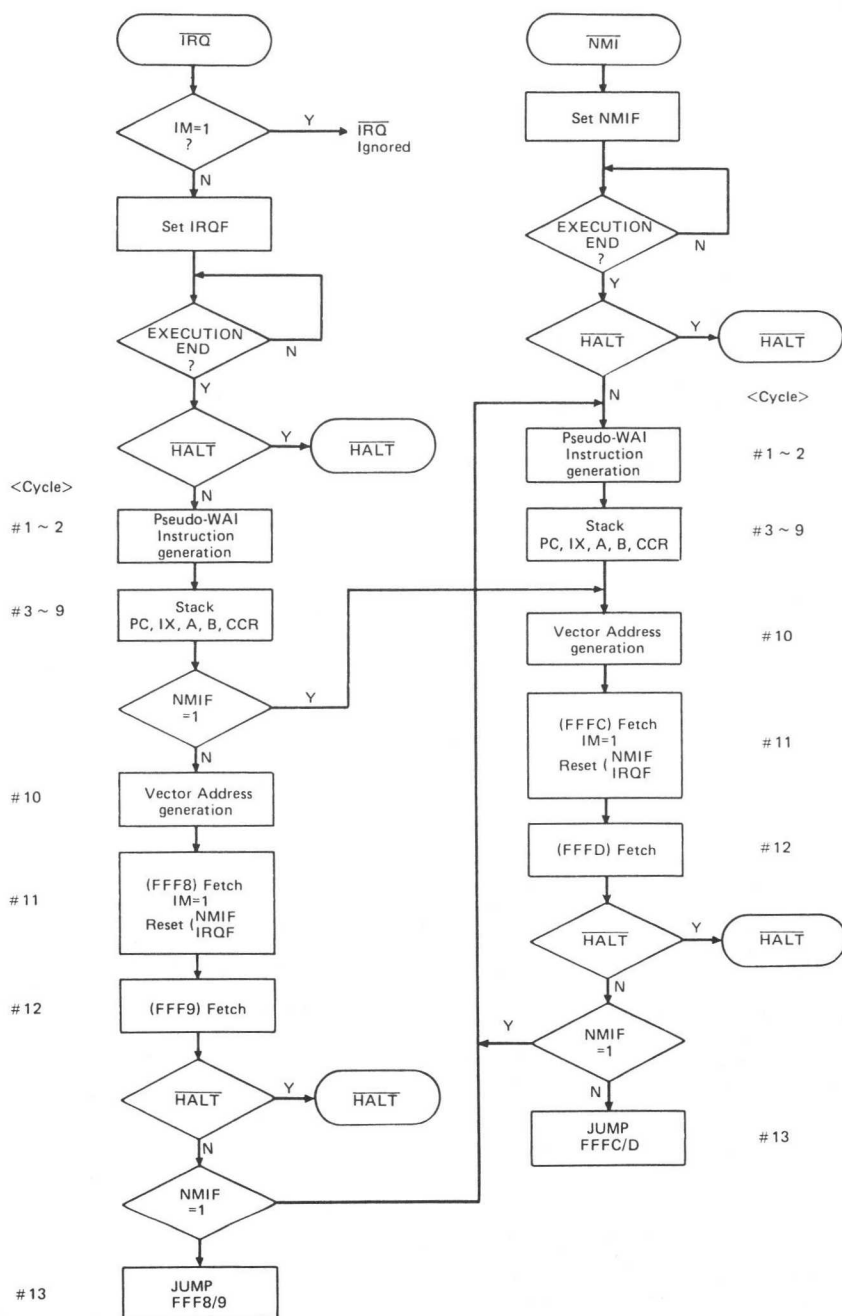 IRQ
IM=1
?
Y
IRQ
Ignored
N
Set IRQF
EXECUTION
END
?
N
Y
HALT
Y
HALT
N
<Cycle>
#1 ~ 2
Pseudo-WAI
Instruction
generation
#3 ~ 9
Stack
PC, IX, A, B, CCR
NMIF
=1
Y
N
#10
Vector Address
generation
#11
(FFF8) Fetch
IM=1
Reset (NMIF
IRQF
#12
(FFF9) Fetch
HALT
Y
HALT
N
NMIF
=1
#13
JUMP
FFF8/9
NMI
Set NMIF
EXECUTION
END
?
N
Y
HALT
Y
HALT
N
<Cycle>
Pseudo-WAI
Instruction
generation
#1 ~ 2
Stack
PC, IX, A, B, CCR
#3 ~ 9
Vector Address
generation
#10
(FFFC) Fetch
IM=1
Reset (NMIF
IRQF
#11
(FFFD) Fetch
#12
HALT
Y
HALT
N
Y
NMIF
=1
N
JUMP
FFFC/D
#13